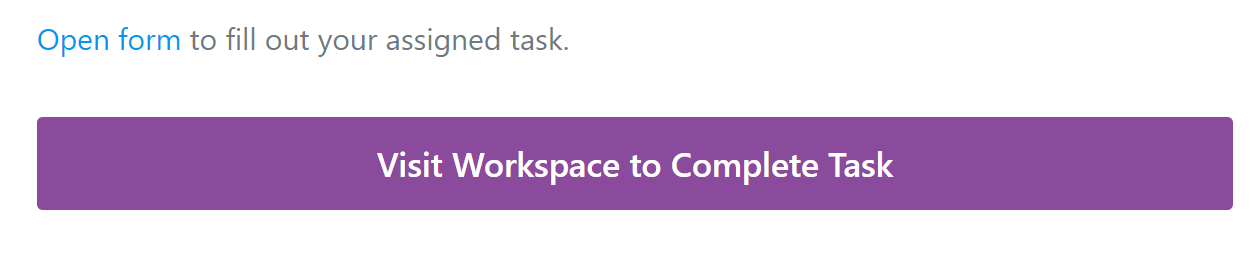 Open form to fill out your assigned task.
Visit Workspace to Complete Task